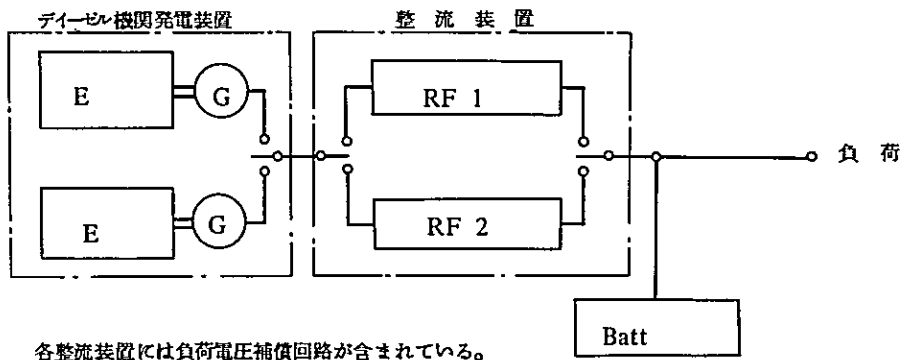 ディーゼル機関発電装置
整流装置
E
G
RF 1
負荷
E
G
RF 2
Batt
各整流装置には負荷電圧補償回路が含まれている。